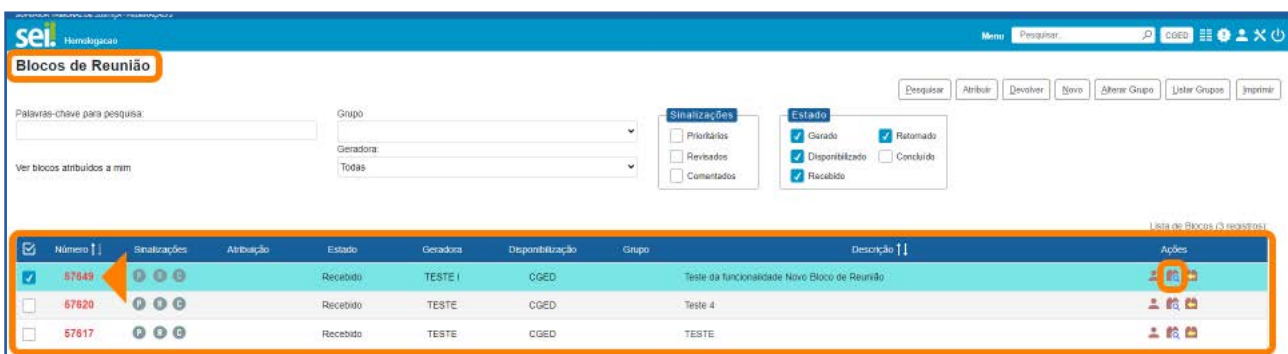 sei. Homologacao
Menu Pesquisar... CGED
Blocos de Reunião
Pesquisar Atribuir Devolver Novo Alterar Grupo Listar Grupos Imprimir
Palavras-chave para pesquisa: Grupo Sinalizações Estado
Prioritários Gerado Retornado
Geradora: Revisados Disponibilizado Concluído
Ver blocos atribuídos a mim Todas Comentados Recebido
Lista de Blocos (3 registros):
Número Sinalizações Atribuição Estado Geradora Disponibilização Grupo Descrição Ações
57649 P R C Recebido TESTE I CGED Teste da funcionalidade Novo Bloco de Reunião
57620 P R C Recebido TESTE CGED Teste 4
57617 P R C Recebido TESTE CGED TESTE